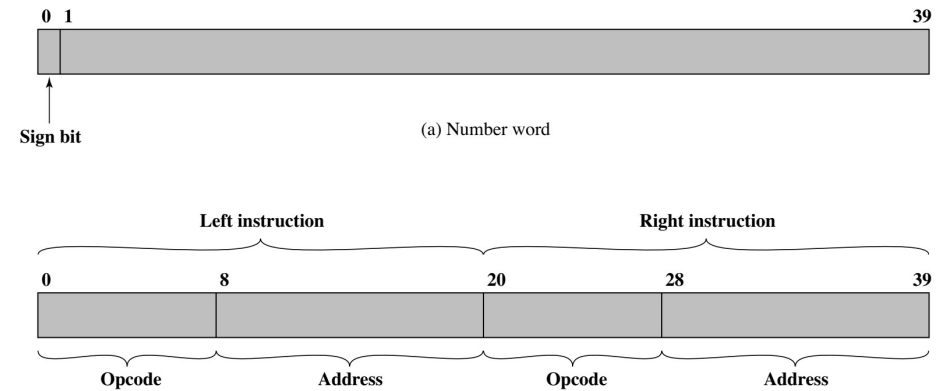 0 1 39
Sign bit
(a) Number word
Left instruction Right instruction
0 8 20 28 39
Opcode Address Opcode Address